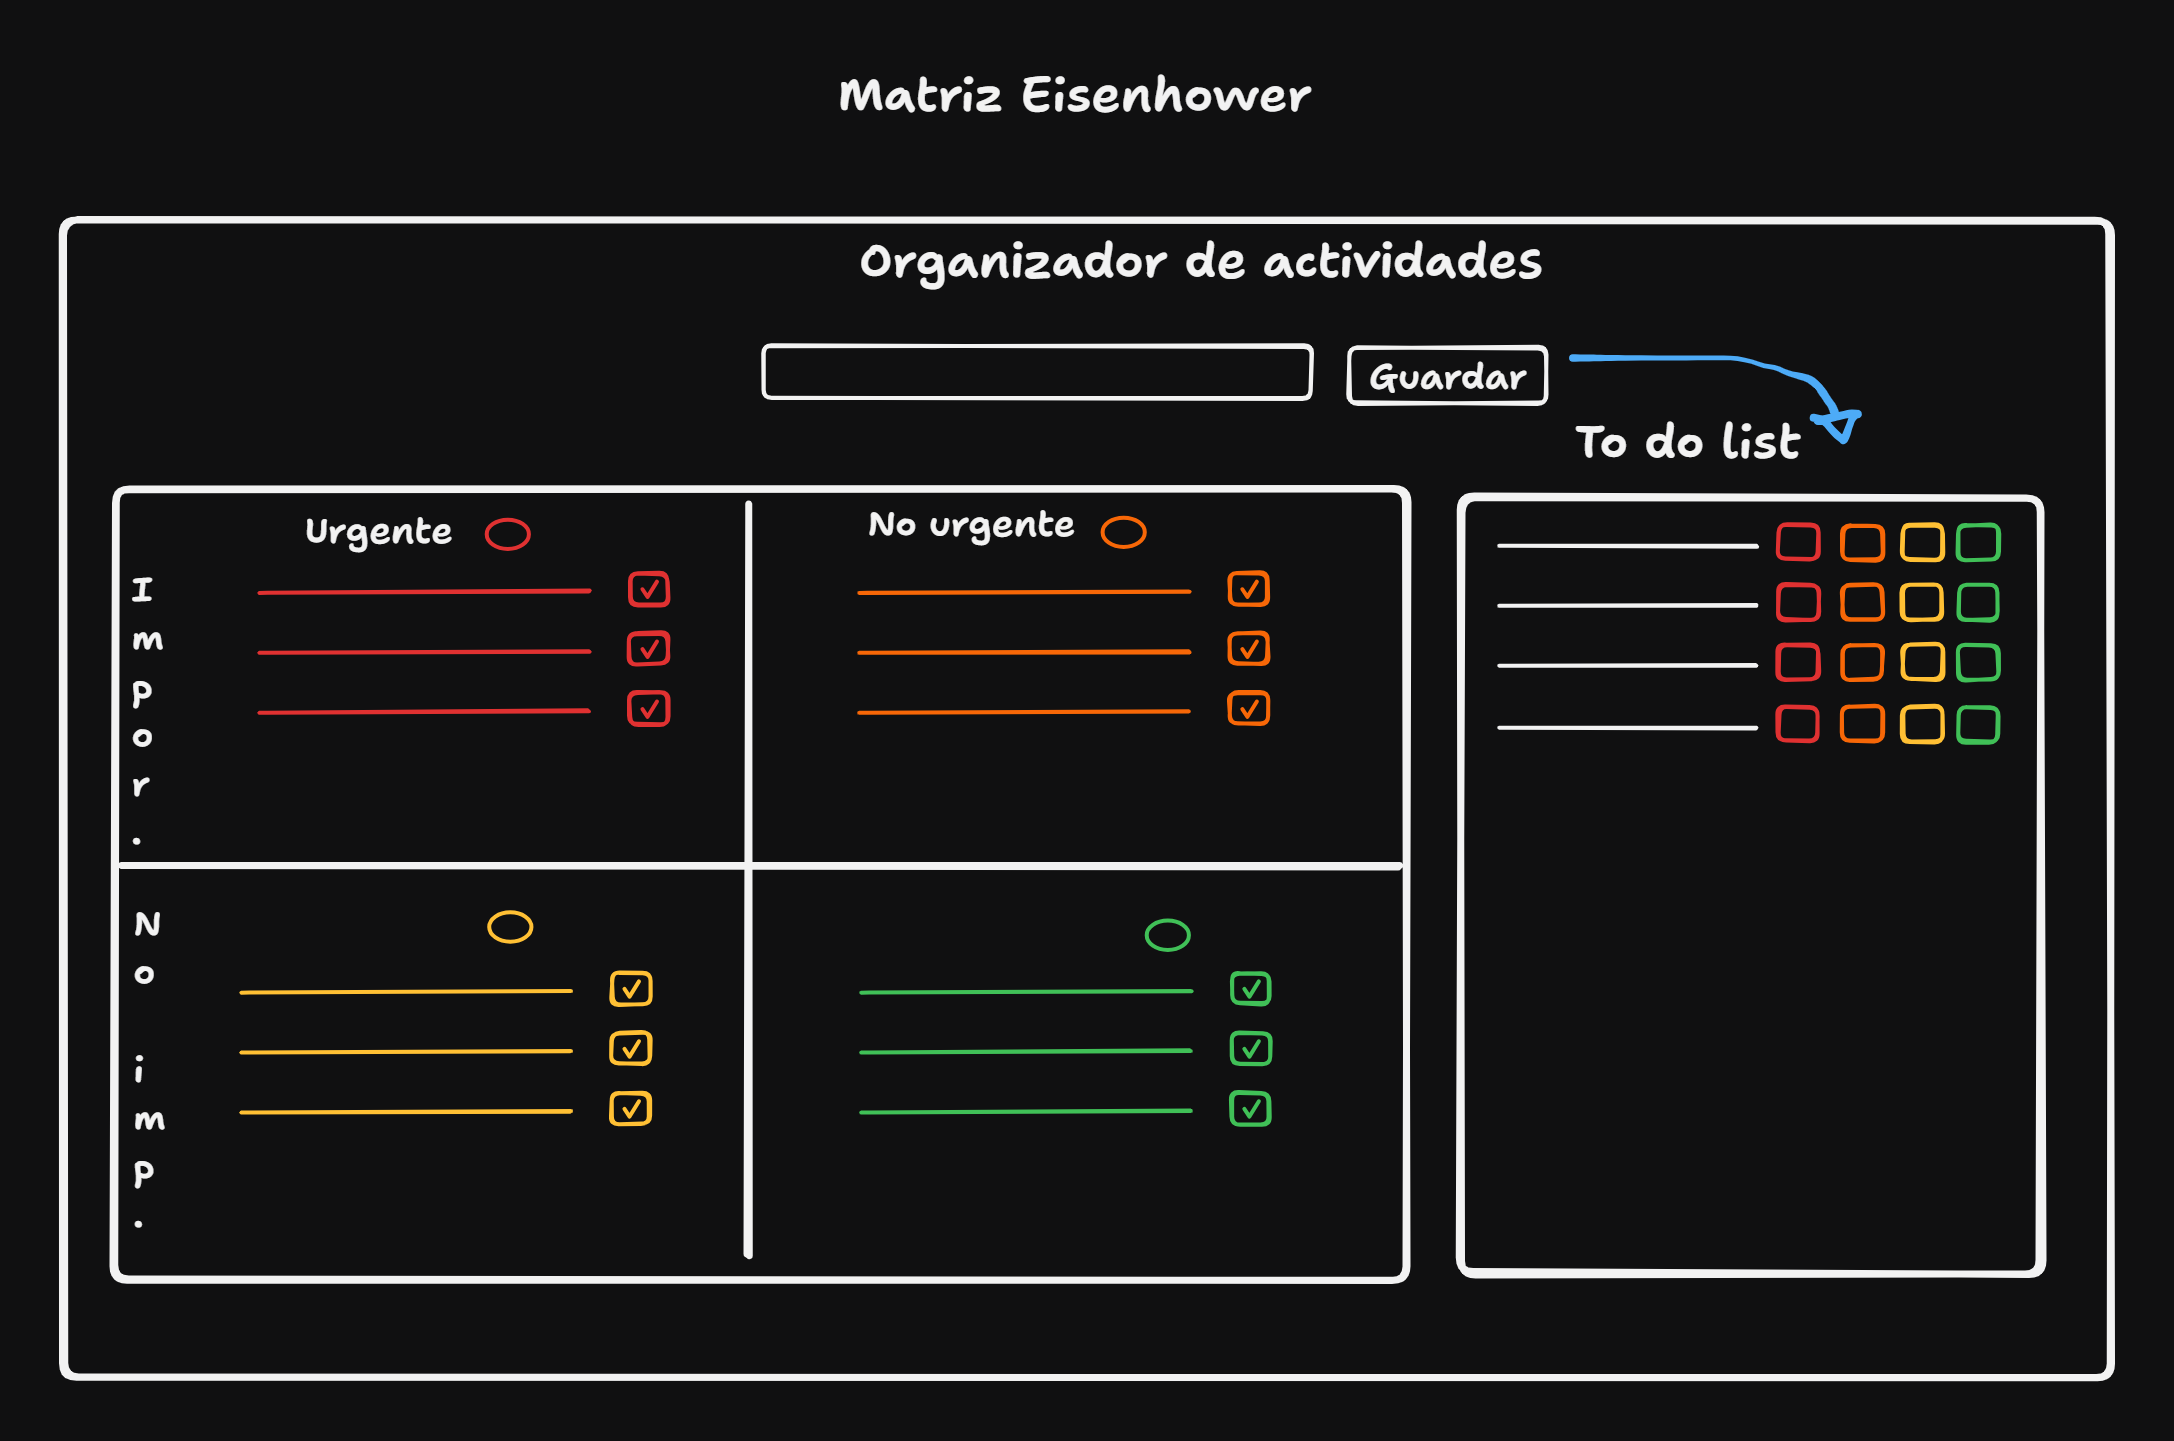 Matriz Eisenhower
Organizador de actividades
Guardar
To do list
Urgente
No urgente
I
m
p
o
r
.
N
o
i
m
p
.